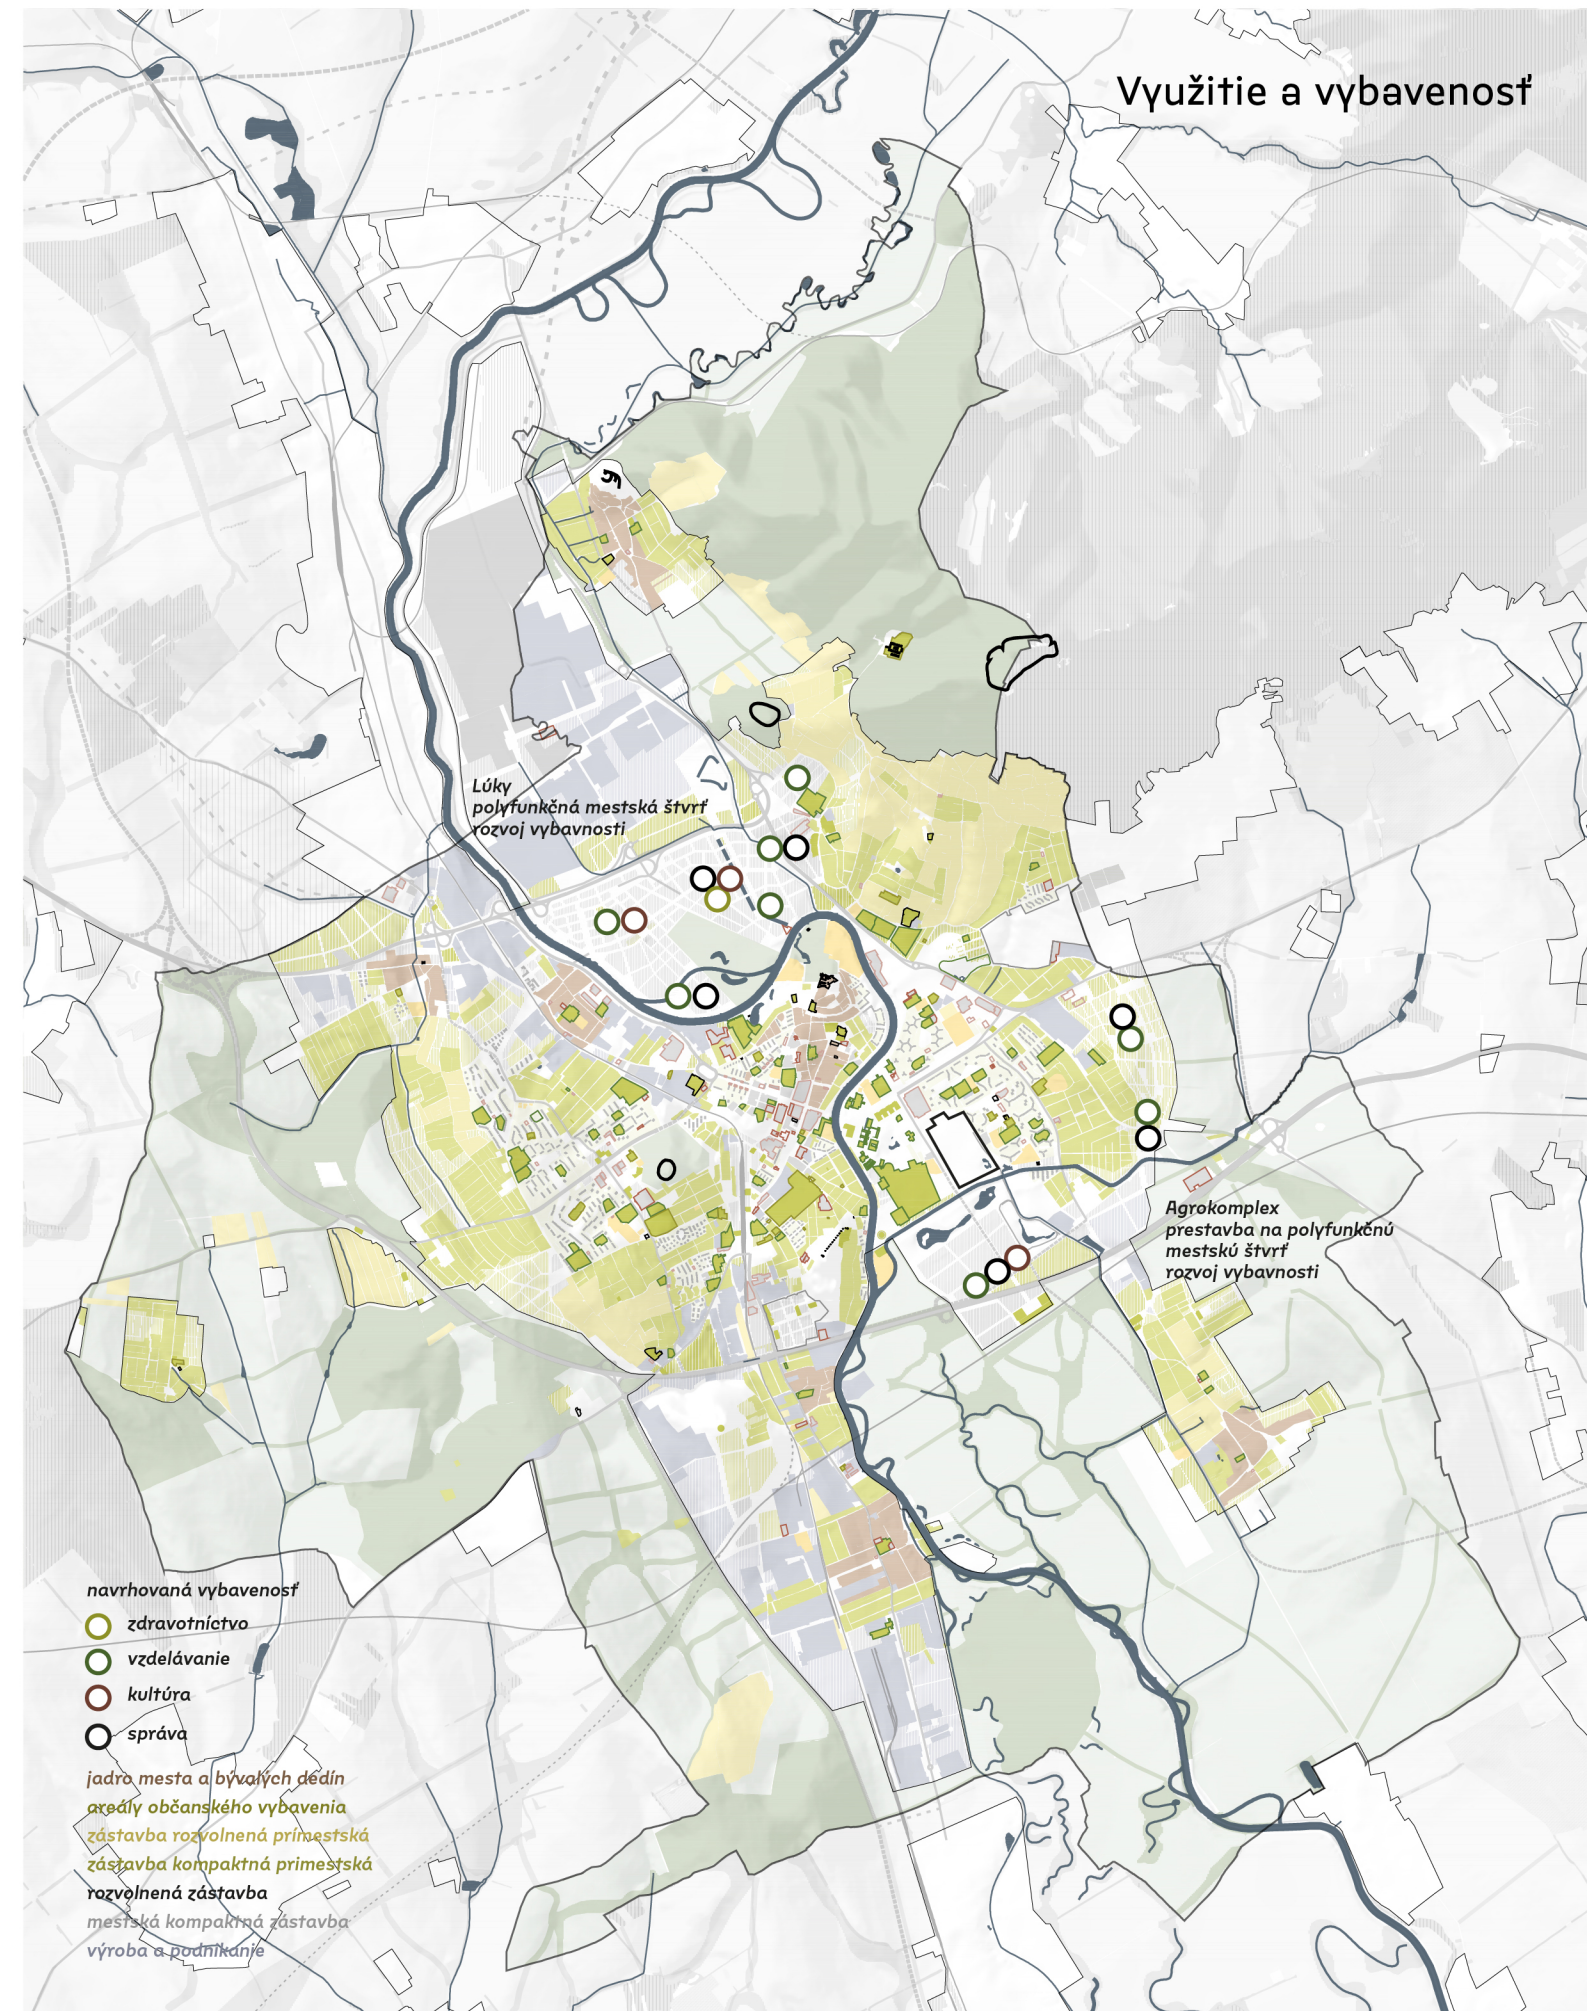 Využitie a vybavenosť
Lúky
polyfunkčná mestská štvrť
rozvoj vybavnosti
Agrokomplex
prestavba na polyfunkčnú
mestskú štvrť
rozvoj vybavnosti
navrhovaná vybavenosť
zdravotníctvo
vzdelávanie
kultúra
správa
jadro mesta a bývalých dedín
areály občanského vybavenia
zástavba rozvolnená prímestská
zástavba kompaktná primestská
rozvolnená zástavba
mestská kompaktná zástavba
výroba a podnikanie